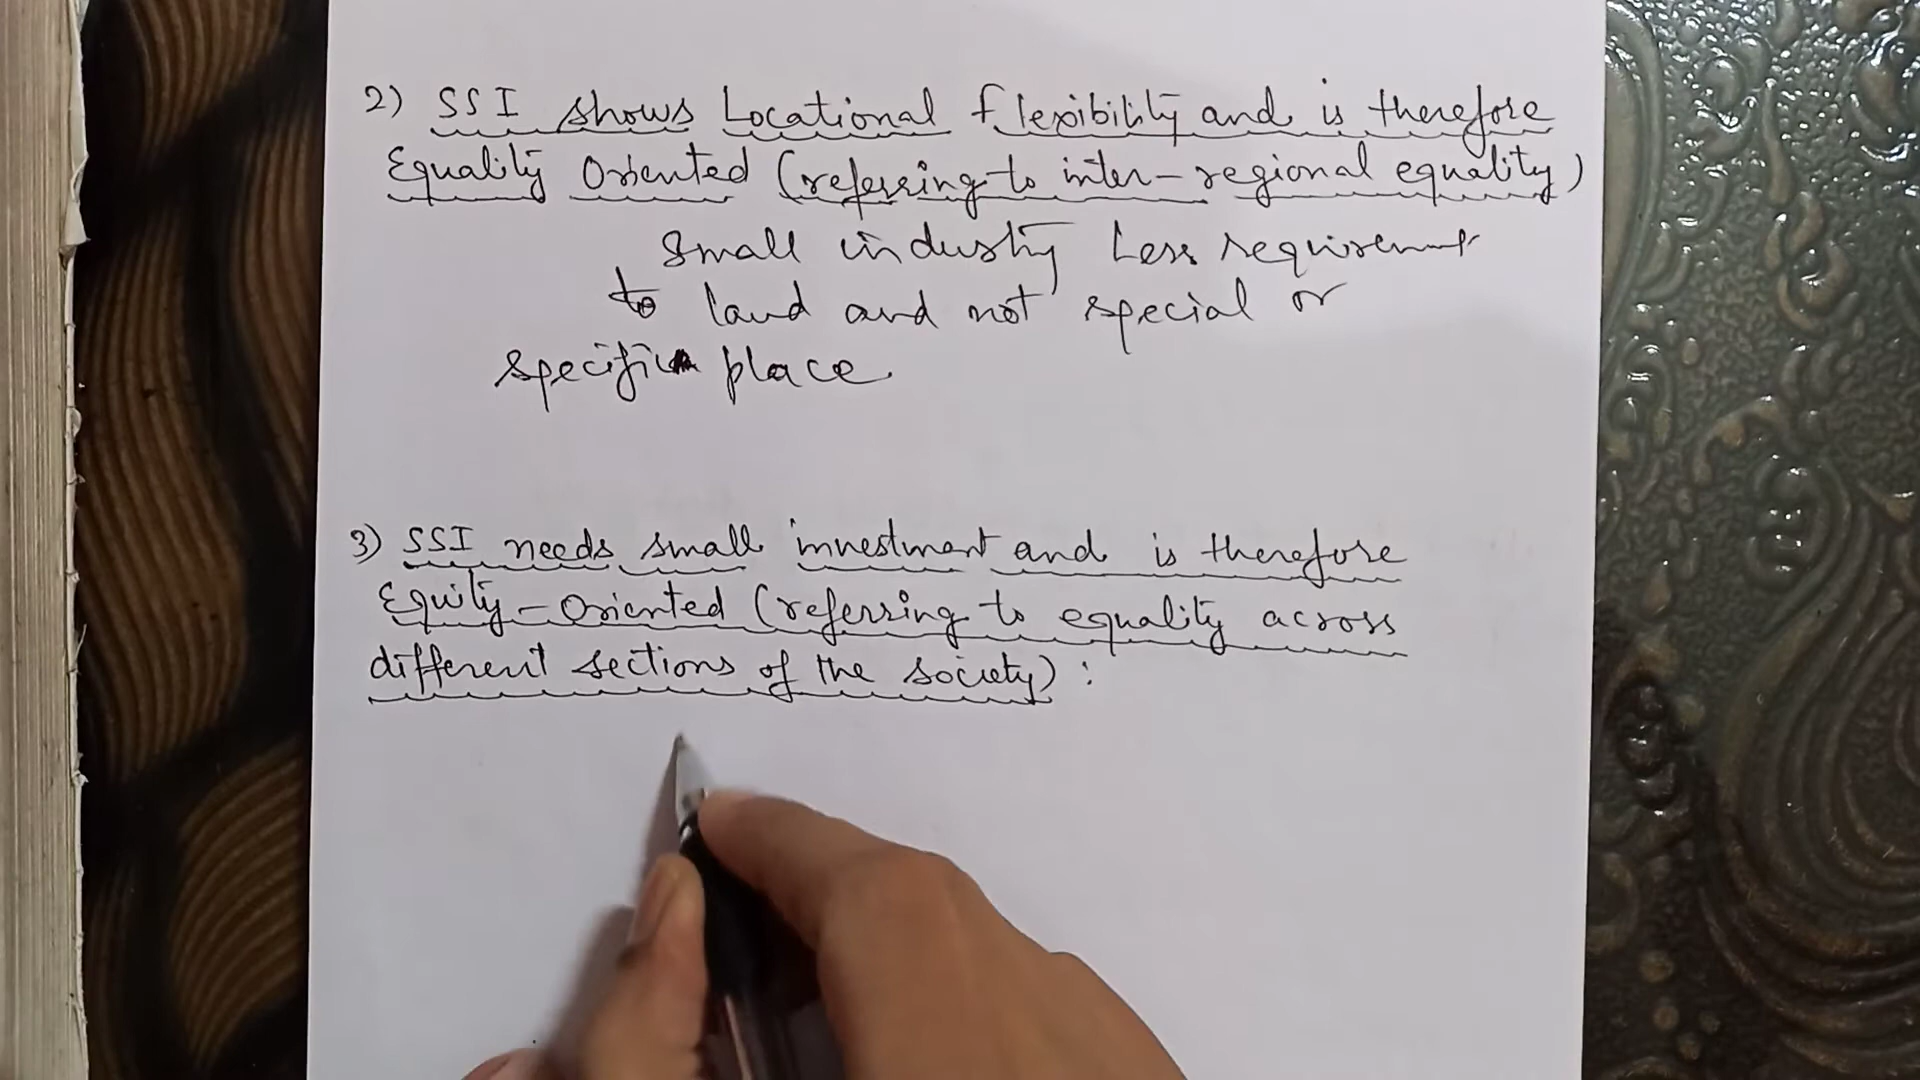 2) SSI shows Locational flexibility and is therefore
Equality Oriented (referring to inter-regional equality)
Small industry Less requirement
to land and not special or
specific place
3) SSI needs small investment and is therefore
Equity-Oriented (referring to equality across
different sections of the society) :